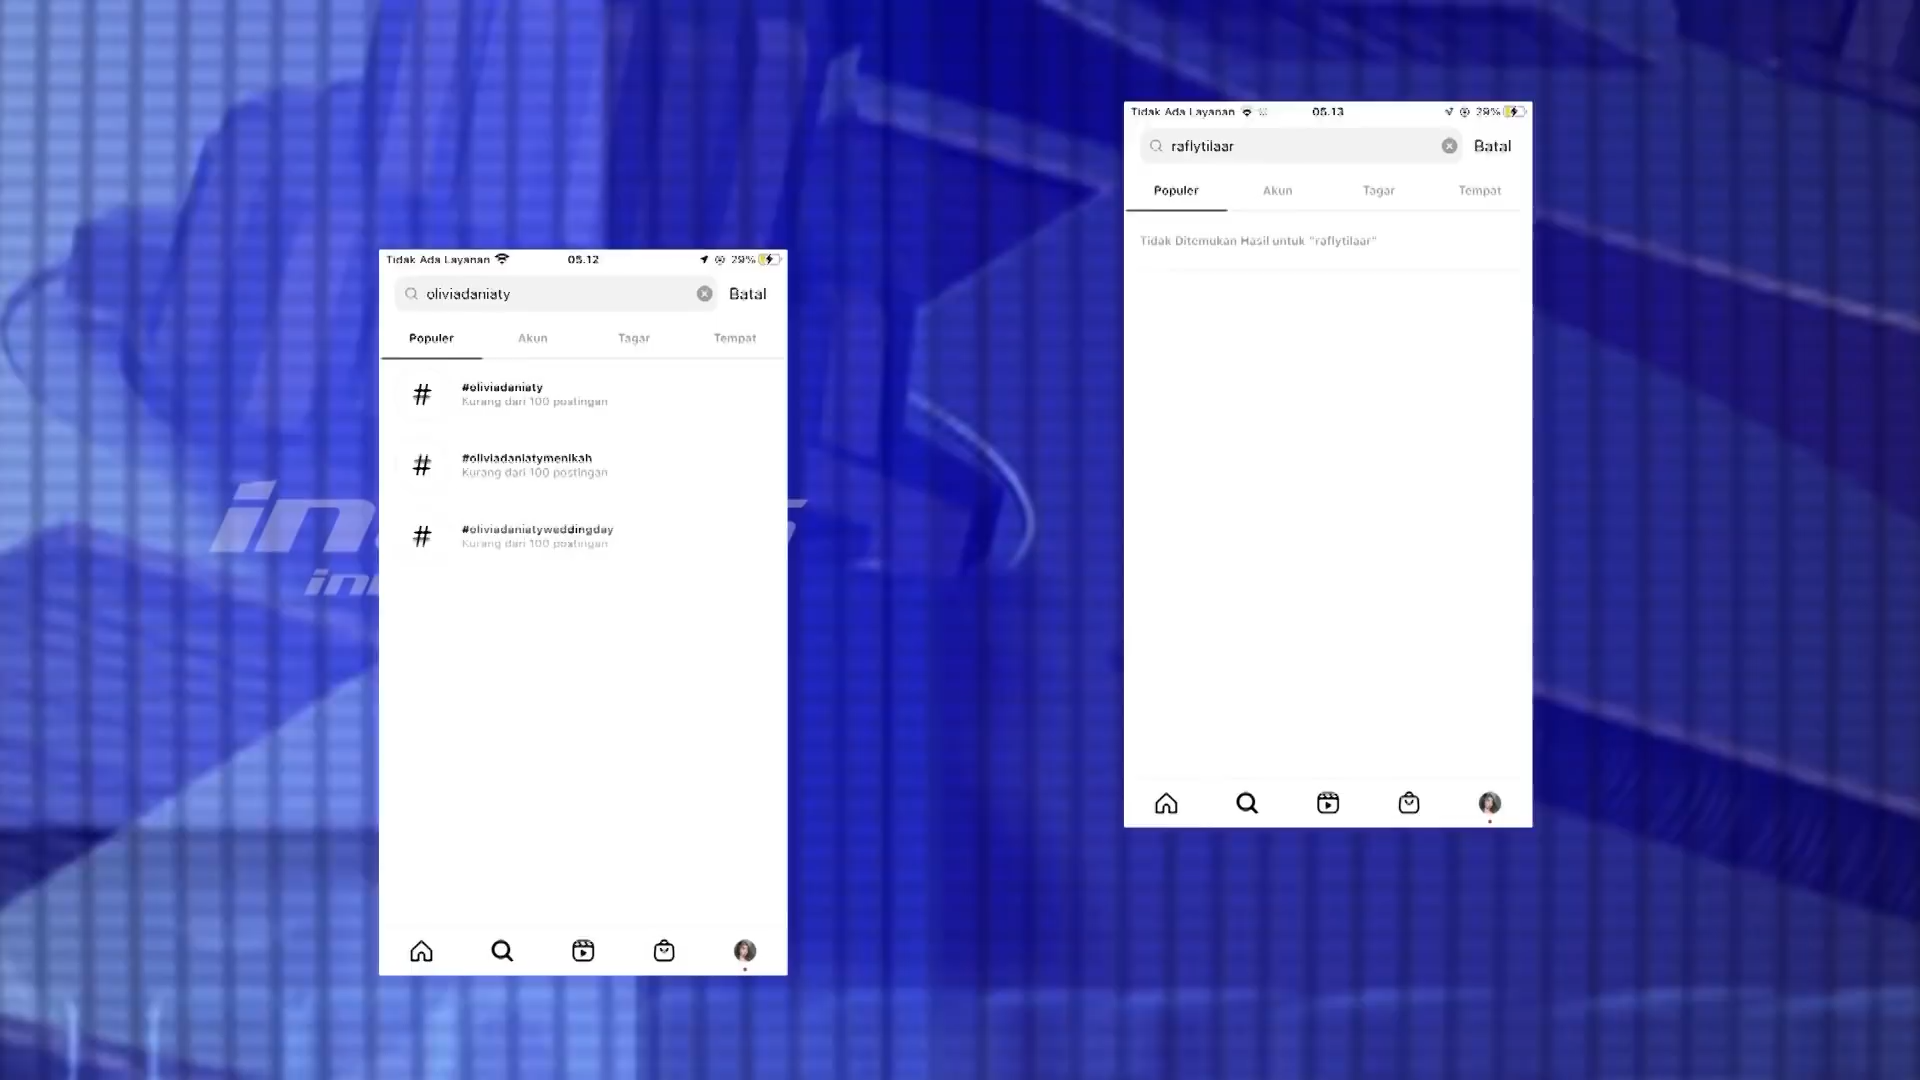 Tidak Ada Layanan 05.12 29%
oliviadaniaty Batal
Populer Akun Tagar Tempat
#oliviadaniaty
Kurang dari 100 postingan
#oliviadaniatymenikah
Kurang dari 100 postingan
#oliviadaniatyweddingday
Kurang dari 100 postingan
Tidak Ada Layanan 05.13 29%
raflytilaar Batal
Populer Akun Tagar Tempat
Tidak Ditemukan Hasil untuk "raflytilaar"